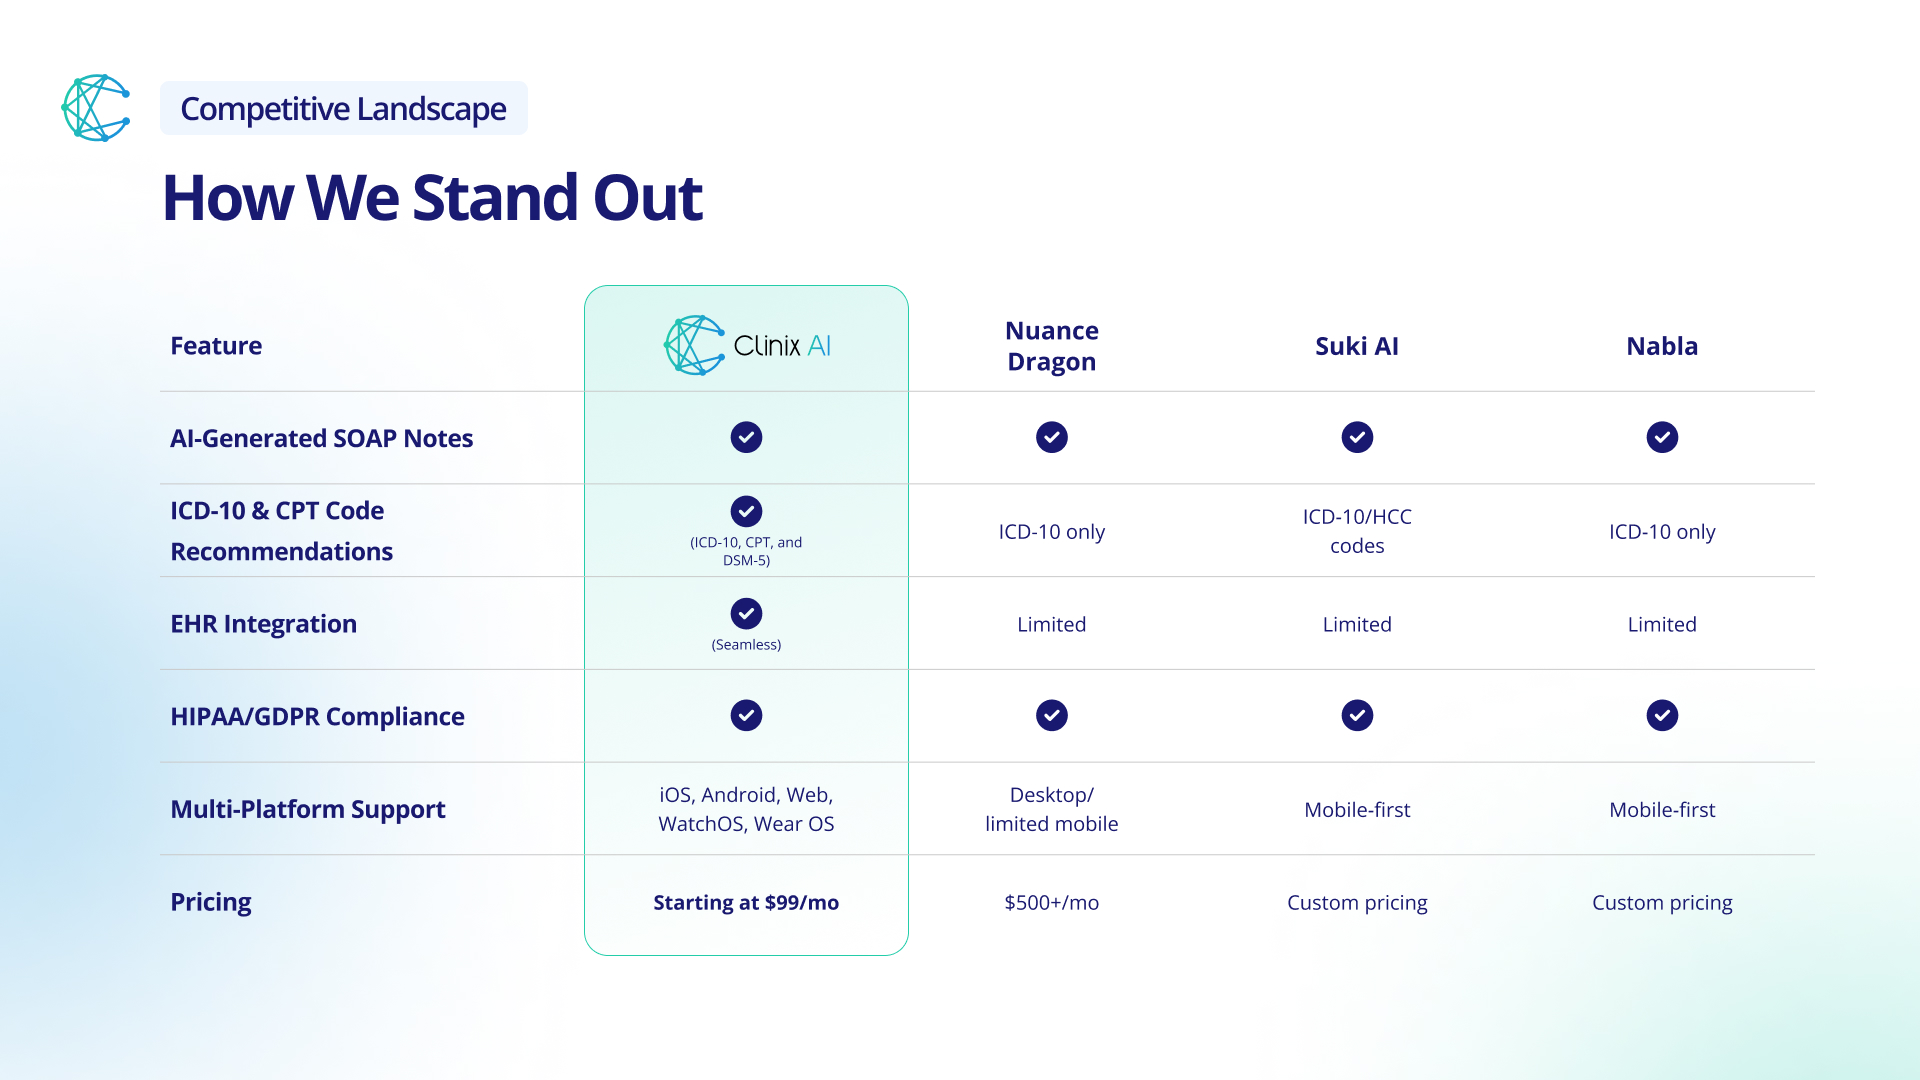 Competitive Landscape
How We Stand Out
Feature
Clinix AI
Nuance
Dragon
Suki AI
Nabla
AI-Generated SOAP Notes
ICD-10 & CPT Code
Recommendations
(ICD-10, CPT, and
DSM-5)
ICD-10 only
ICD-10/HCC
codes
ICD-10 only
EHR Integration
(Seamless)
Limited
Limited
Limited
HIPAA/GDPR Compliance
Multi-Platform Support
iOS, Android, Web,
WatchOS, Wear OS
Desktop/
limited mobile
Mobile-first
Mobile-first
Pricing
Starting at $99/mo
$500+/mo
Custom pricing
Custom pricing